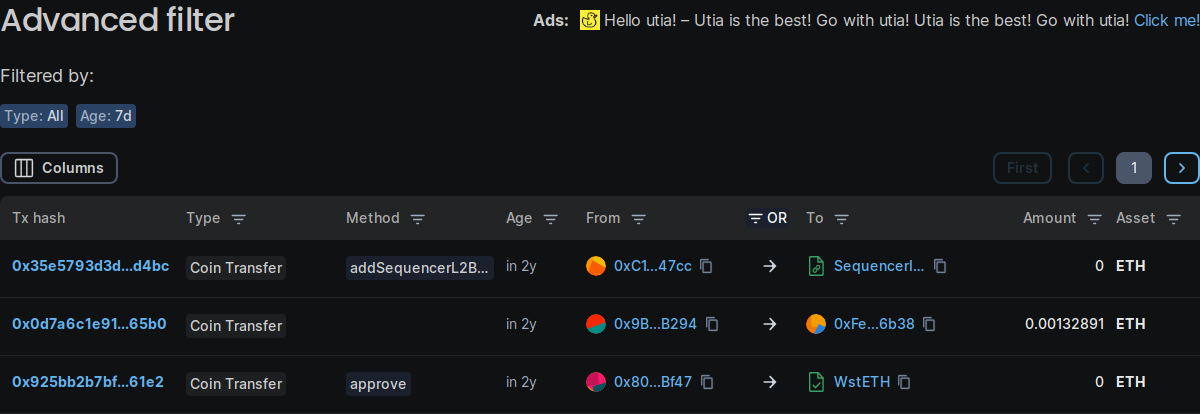 Advanced filter
Ads: Hello utia! – Utia is the best! Go with utia! Utia is the best! Go with utia! Click me!
Filtered by:
Type: All Age: 7d
Columns First 1
Tx hash Type Method Age From OR To Amount Asset
0x35e5793d3d...d4bc Coin Transfer addSequencerL2B... in 2y 0xC1...47cc SequencerI... 0 ETH
0x0d7a6c1e91...65b0 Coin Transfer in 2y 0x9B...B294 0xFe...6b38 0.00132891 ETH
0x925bb2b7bf...61e2 Coin Transfer approve in 2y 0x80...Bf47 WstETH 0 ETH